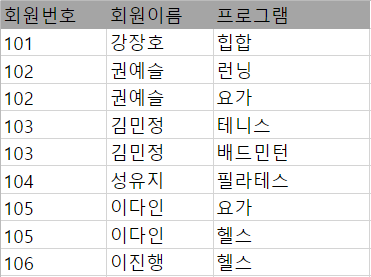 회원번호 회원이름 프로그램
101 강장호 힙합
102 권예슬 런닝
102 권예슬 요가
103 김민정 테니스
103 김민정 배드민턴
104 성유지 필라테스
105 이다인 요가
105 이다인 헬스
106 이진행 헬스